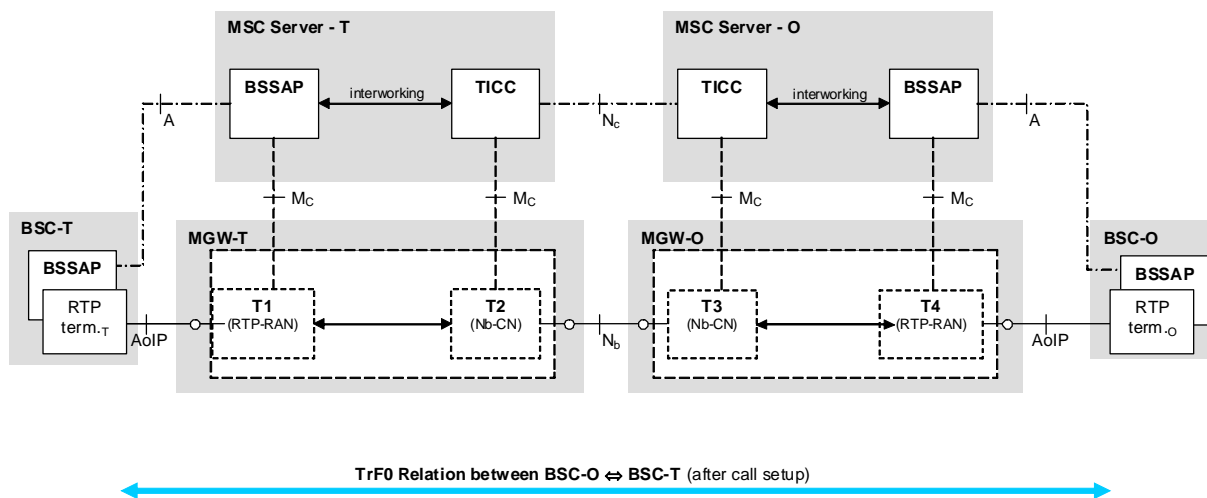 MSC Server - T
MSC Server - O
BSSAP
interworking
TICC
TICC
interworking
BSSAP
A
Nc
A
MC
MC
MC
MC
BSC-T
MGW-T
MGW-O
BSC-O
BSSAP
BSSAP
RTP
term.T
T1
(RTP-RAN)
T2
(Nb-CN)
T3
(Nb-CN)
T4
(RTP-RAN)
RTP
term.O
AoIP
Nb
AoIP
TrF0 Relation between BSC-O ⇔ BSC-T (after call setup)